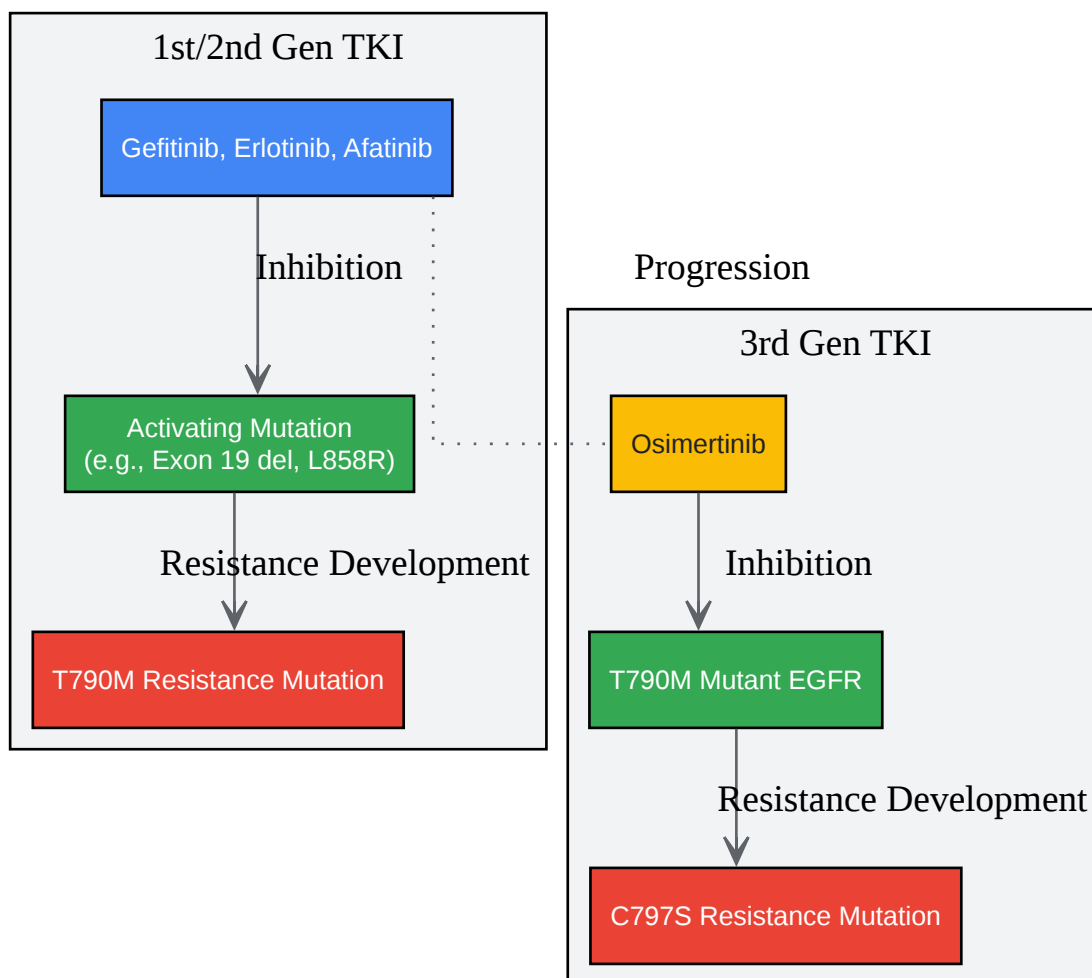 1st/2nd Gen TKI
Gefitinib, Erlotinib, Afatinib
Inhibition
Activating Mutation
(e.g., Exon 19 del, L858R)
Resistance Development
T790M Resistance Mutation
Progression
3rd Gen TKI
Osimertinib
Inhibition
T790M Mutant EGFR
Resistance Development
C797S Resistance Mutation